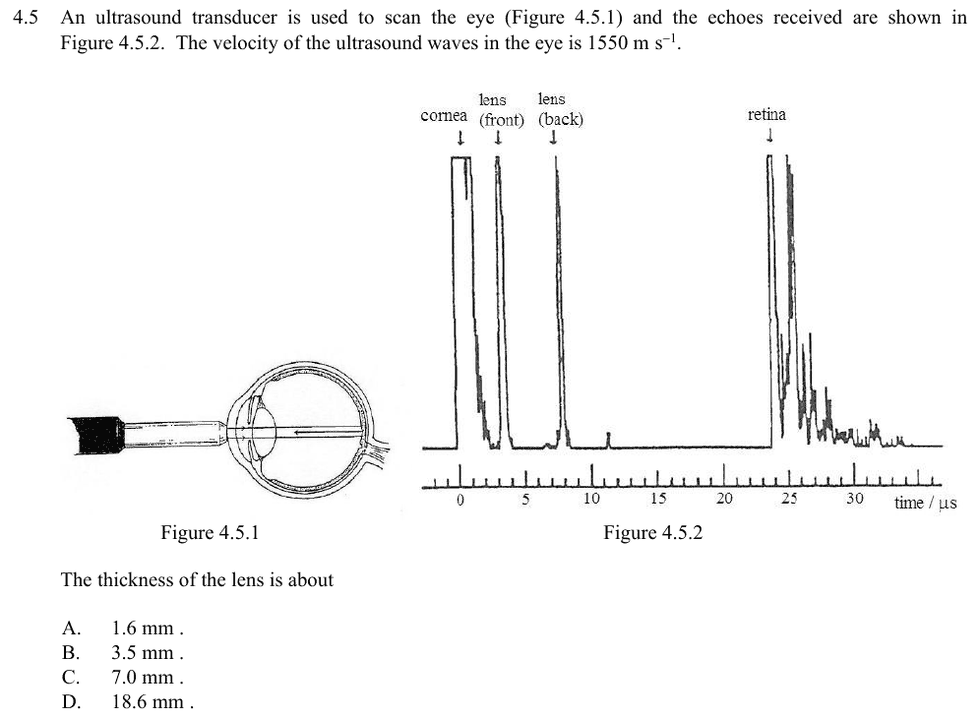 4.5 An ultrasound transducer is used to scan the eye (Figure 4.5.1) and the echoes received are shown in
Figure 4.5.2. The velocity of the ultrasound waves in the eye is 1550 m s⁻¹.
cornea
lens
(front)
lens
(back)
retina
0 5 10 15 20 25 30 time / μs
Figure 4.5.1
Figure 4.5.2
The thickness of the lens is about
A. 1.6 mm .
B. 3.5 mm .
C. 7.0 mm .
D. 18.6 mm .